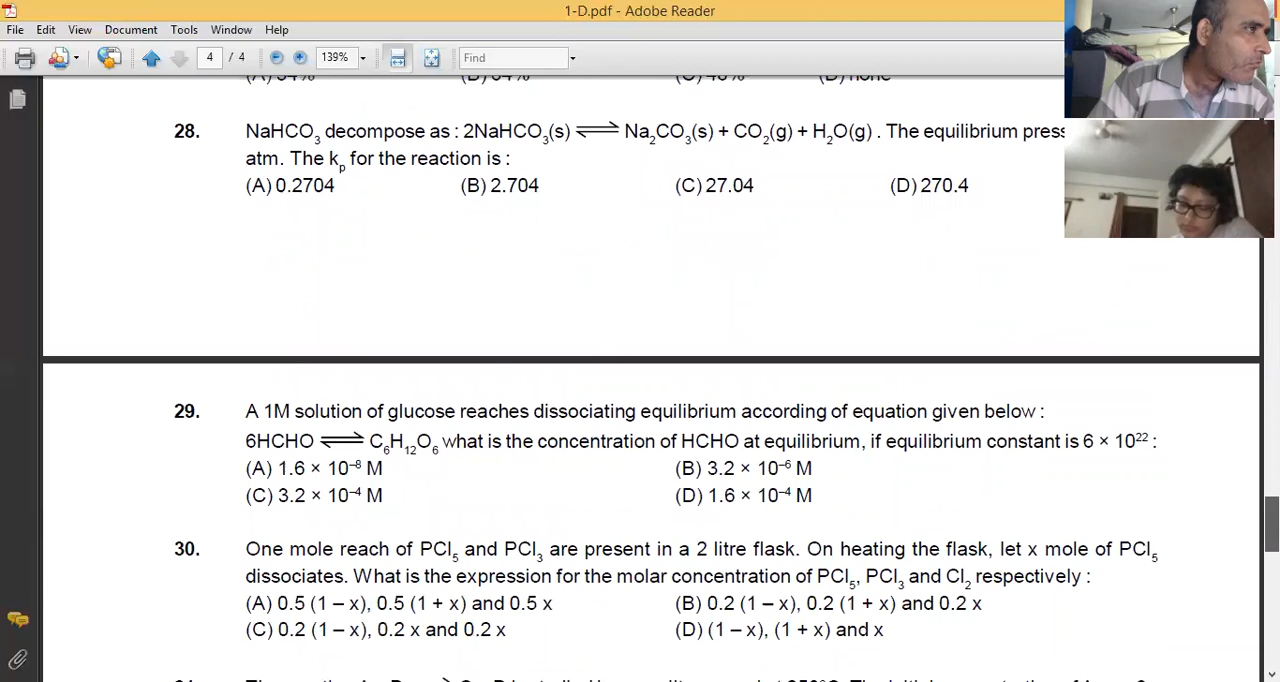 1-D.pdf - Adobe Reader
File Edit View Document Tools Window Help
4 / 4 139% Find
28. NaHCO₃ decompose as : 2NaHCO₃(s) ⇌ Na₂CO₃(s) + CO₂(g) + H₂O(g) . The equilibrium press
atm. The kₚ for the reaction is :
(A) 0.2704 (B) 2.704 (C) 27.04 (D) 270.4
29. A 1M solution of glucose reaches dissociating equilibrium according of equation given below :
6HCHO ⇌ C₆H₁₂O₆ what is the concentration of HCHO at equilibrium, if equilibrium constant is 6 × 10²² :
(A) 1.6 × 10⁻⁸ M (B) 3.2 × 10⁻⁶ M
(C) 3.2 × 10⁻⁴ M (D) 1.6 × 10⁻⁴ M
30. One mole reach of PCl₅ and PCl₃ are present in a 2 litre flask. On heating the flask, let x mole of PCl₅
dissociates. What is the expression for the molar concentration of PCl₅, PCl₃ and Cl₂ respectively :
(A) 0.5 (1 – x), 0.5 (1 + x) and 0.5 x (B) 0.2 (1 – x), 0.2 (1 + x) and 0.2 x
(C) 0.2 (1 – x), 0.2 x and 0.2 x (D) (1 – x), (1 + x) and x